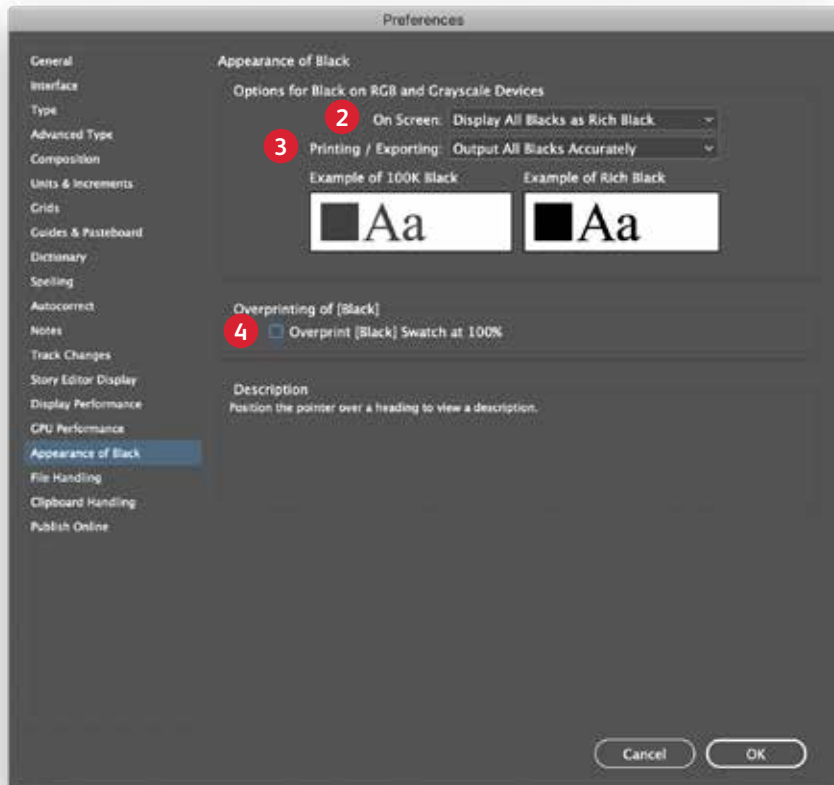 Preferences
General
Interface
Type
Advanced Type
Composition
Units & Increments
Grids
Guides & Pasteboard
Dictionary
Spelling
Autocorrect
Notes
Track Changes
Story Editor Display
Display Performance
GPU Performance
Appearance of Black
File Handling
Clipboard Handling
Publish Online
Appearance of Black
Options for Black on RGB and Grayscale Devices
2 On Screen: Display All Blacks as Rich Black
3 Printing / Exporting: Output All Blacks Accurately
Example of 100K Black Example of Rich Black
Aa Aa
Overprinting of [Black]
4 Overprint [Black] Swatch at 100%
Description
Position the pointer over a heading to view a description.
Cancel OK